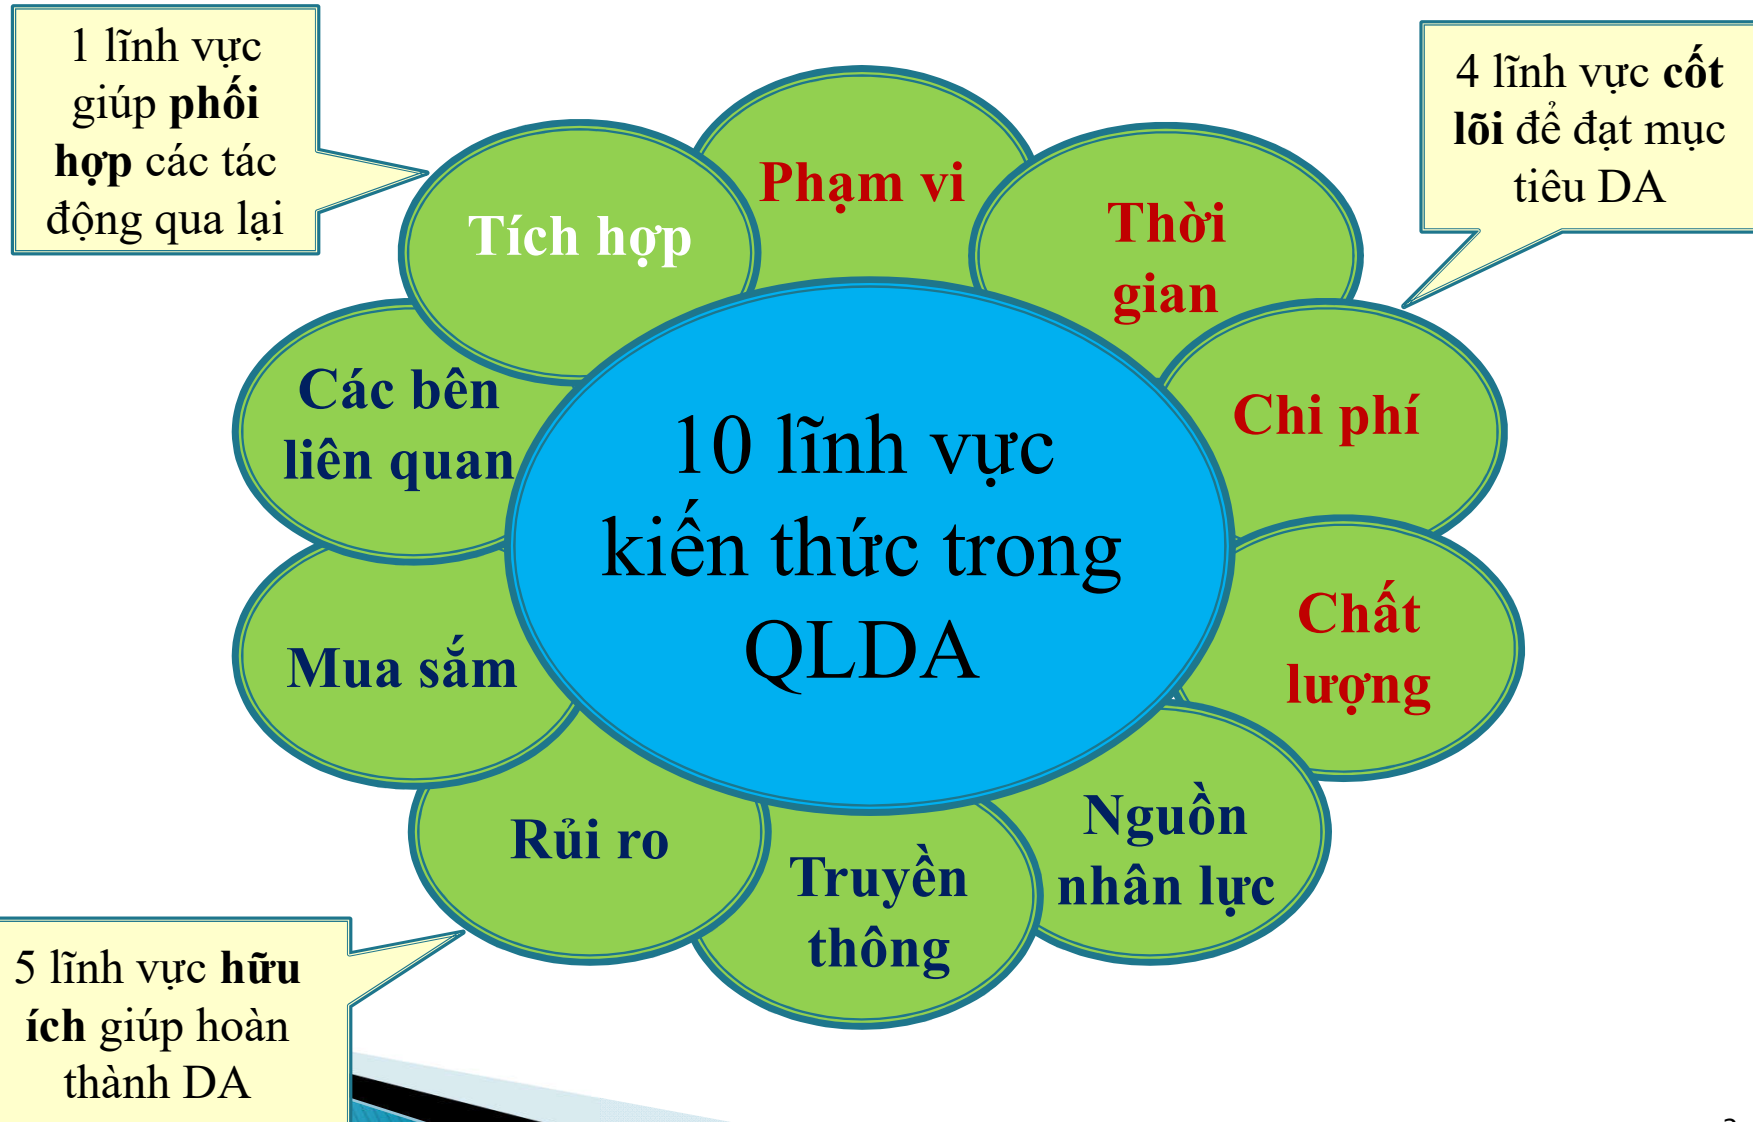 1 lĩnh vực
giúp phối
hợp các tác
động qua lại
4 lĩnh vực cốt
lõi để đạt mục
tiêu DA
Phạm vi
Tích hợp
Thời
gian
Các bên
liên quan
Chi phí
10 lĩnh vực
kiến thức trong
QLDA
Chất
lượng
Mua sắm
Nguồn
nhân lực
Rủi ro
Truyền
thông
5 lĩnh vực hữu
ích giúp hoàn
thành DA